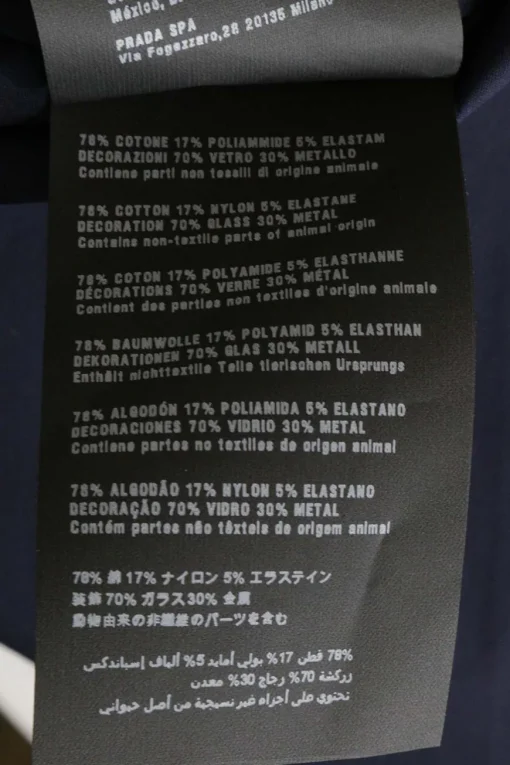 México,
PRADA SPA
Via Fogazzaro,28 20135 Milano
78% COTONE 17% POLIAMMIDE 5% ELASTAM
DECORAZIONI 70% VETRO 30% METALLO
Contiene parti non tessili di origine animale
78% COTTON 17% NYLON 5% ELASTANE
DECORATION 70% GLASS 30% METAL
Contains non-textile parts of animal origin
78% COTON 17% POLYAMIDE 5% ELASTHANNE
DÉCORATIONS 70% VERRE 30% MÉTAL
Contient des parties non textiles d'origine animale
78% BAUMWOLLE 17% POLYAMID 5% ELASTHAN
DEKORATIONEN 70% GLAS 30% METALL
Enthält nichttextile Teile tierischen Ursprungs
78% ALGODÓN 17% POLIAMIDA 5% ELASTANO
DECORACIONES 70% VIDRIO 30% METAL
Contiene partes no textiles de origen animal
78% ALGODÃO 17% NYLON 5% ELASTANO
DECORAÇÃO 70% VIDRO 30% METAL
Contém partes não têxteis de origem animal
78% 綿 17% ナイロン 5% エラステイン
装飾 70% ガラス 30% 金属
動物由来の非繊維のパーツを含む
78% قطن 17% بولي أمايد 5% ألياف إسباندكس
زركشة 70% زجاج 30% معدن
تحتوي على أجزاء غير نسيجية من أصل حيواني